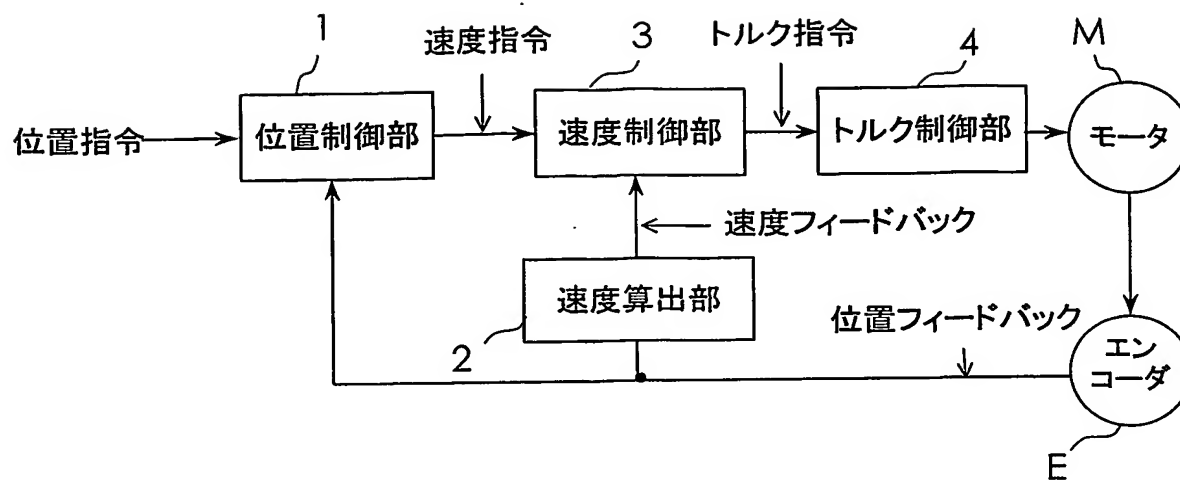 1
速度指令
3
トルク指令
4
M
位置指令
位置制御部
速度制御部
トルク制御部
モータ
速度フィードバック
速度算出部
2
位置フィードバック
エン
コーダ
E